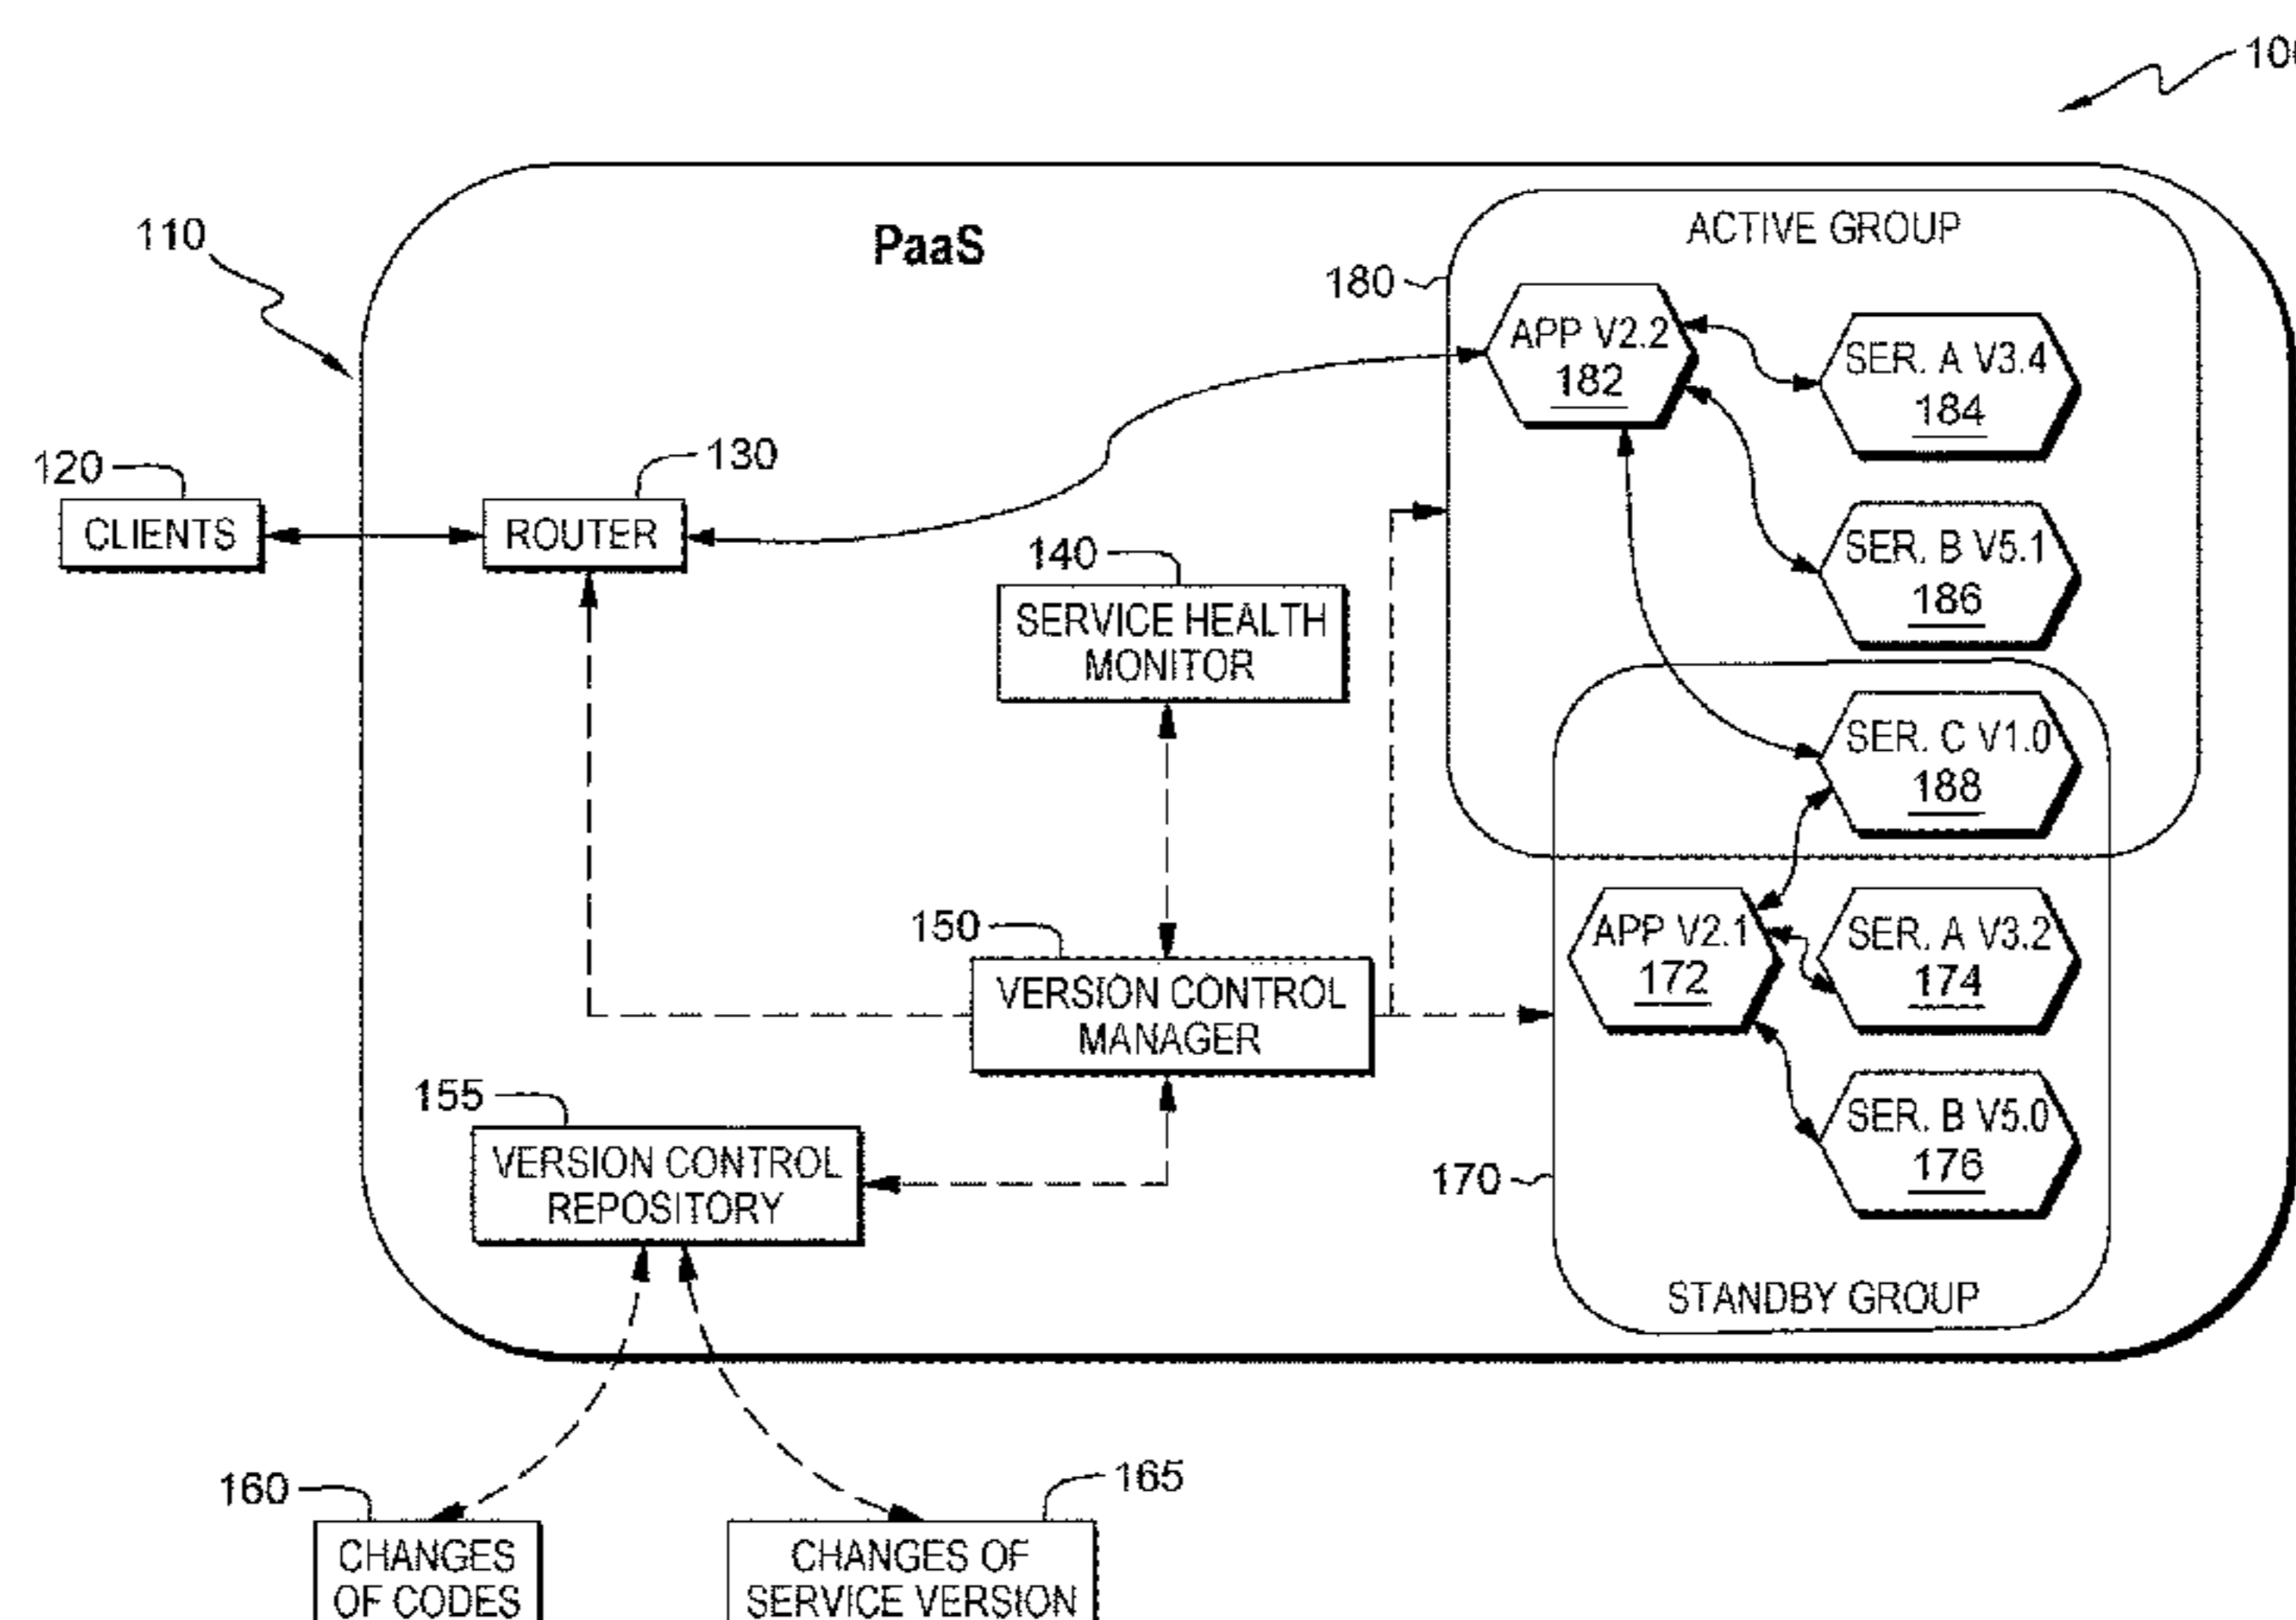 10
110
PaaS
ACTIVE GROUP
180
APP V2.2
182
SER. A V3.4
184
120
130
CLIENTS
ROUTER
140
SERVICE HEALTH
MONITOR
SER. B V5.1
186
SER. C V1.0
188
150
VERSION CONTROL
MANAGER
APP V2.1
172
SER. A V3.2
174
155
VERSION CONTROL
REPOSITORY
170
SER. B V5.0
176
STANDBY GROUP
160
165
CHANGES
OF CODES
CHANGES OF
SERVICE VERSION